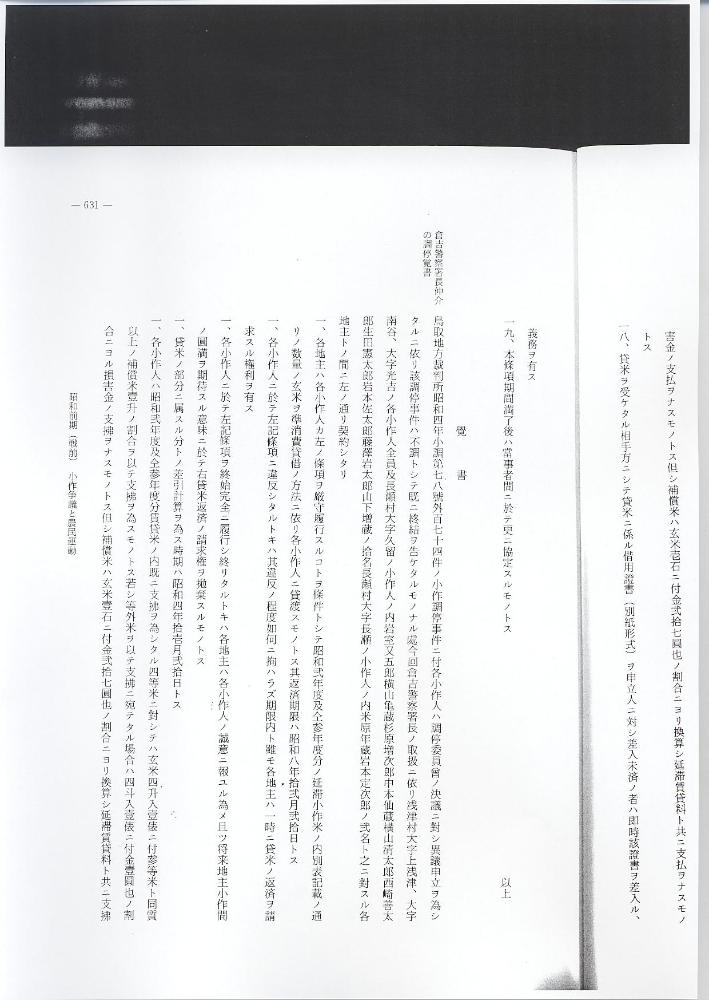 害金ノ支払ヲナスモノトス但シ補償米ハ玄米壱石ニ付金弐拾七圓也ノ割合ニヨリ換算シ延滞賃貸料ト共ニ支払ヲナスモノ
トス
一八、貸米ヲ受ケタル相手方ニシテ貸米ニ係ル借用證書（別紙形式）ヲ申立人ニ対シ差入未済ノ者ハ即時該證書ヲ差入ル、
義務ヲ有ス
一九、本條項期間満了後ハ當事者間ニ於テ更ニ協定スルモノトス
以上
覺書
倉吉警察署長仲介
の調停覚書
鳥取地方裁判所昭和四年小調第七八號外百七十四件ノ小作調停事件ニ付各小作人ハ調停委員曾ノ決議ニ對シ異議申立ヲ為シ
タルニ依リ該調停事件ハ不調トシテ既ニ終結ヲ告ケタルモノナル處今回倉吉警察署長ノ取扱ニ依リ浅津村大字上浅津、大字
南谷、大字光吉ノ各小作人全員及長瀬村大字久留ノ小作人ノ内岩室又五郎横山亀蔵杉原増次郎中本仙蔵横山清太郎西崎善太
郎生田憲太郎岩本佐太郎藤澤岩太郎山下増蔵ノ拾名長瀬村大字長瀬ノ小作人ノ内米原年蔵岩本定次郎ノ弐名ト之ニ對スル各
地主トノ間ニ左ノ通リ契約シタリ
一、各地主ハ各小作人カ左ノ條項ヲ厳守履行スルコトヲ條件トシテ昭和弐年度及仝参年度分ノ延滞小作米ノ内別表記載ノ通
リノ数量ノ玄米ヲ準消費貸借ノ方法ニ依リ各小作人ニ貸渡スモノトス其返済期限ハ昭和八年拾弐月弐拾日トス
一、各小作人ニ於テ左記條項ニ違反シタルトキハ其違反ノ程度如何ニ拘ハラズ期限内ト雖モ各地主ハ一時ニ貸米ノ返済ヲ請
求スル権利ヲ有ス
一、各小作人ニ於テ左記條項ヲ終始完全ニ履行シ終リタルトキハ各地主ハ各小作人ノ誠意ニ報ユル為メ且ツ将来地主小作間
ノ圓満ヲ期待スル意味ニ於テ右貸米返済ノ請求権ヲ拋棄スルモノトス
一、貸米ノ部分ニ属スル分トノ差引計算ヲ為ス時期ハ昭和四年拾壱月弐拾日トス
一、各小作人ハ昭和弐年度及仝参年度分賃貸米ノ内既ニ支拂ヲ為シタル四等米ニ對シテハ玄米四升入壹俵ニ付参等米ト同質
以上ノ補償米壹升ノ割合ヲ以テ支拂ヲ為スモノトス若シ等外米ヲ以テ支拂ニ宛テタル場合ハ四斗入壹俵ニ付金壹圓也ノ割
合ニヨル損害金ノ支拂ヲナスモノトス但シ補償米ハ玄米壹石ニ付金弐拾七圓也ノ割合ニヨリ換算シ延滞賃貸料ト共ニ支拂
昭和前期（戦前）　小作争議と農民運動
— 631 —